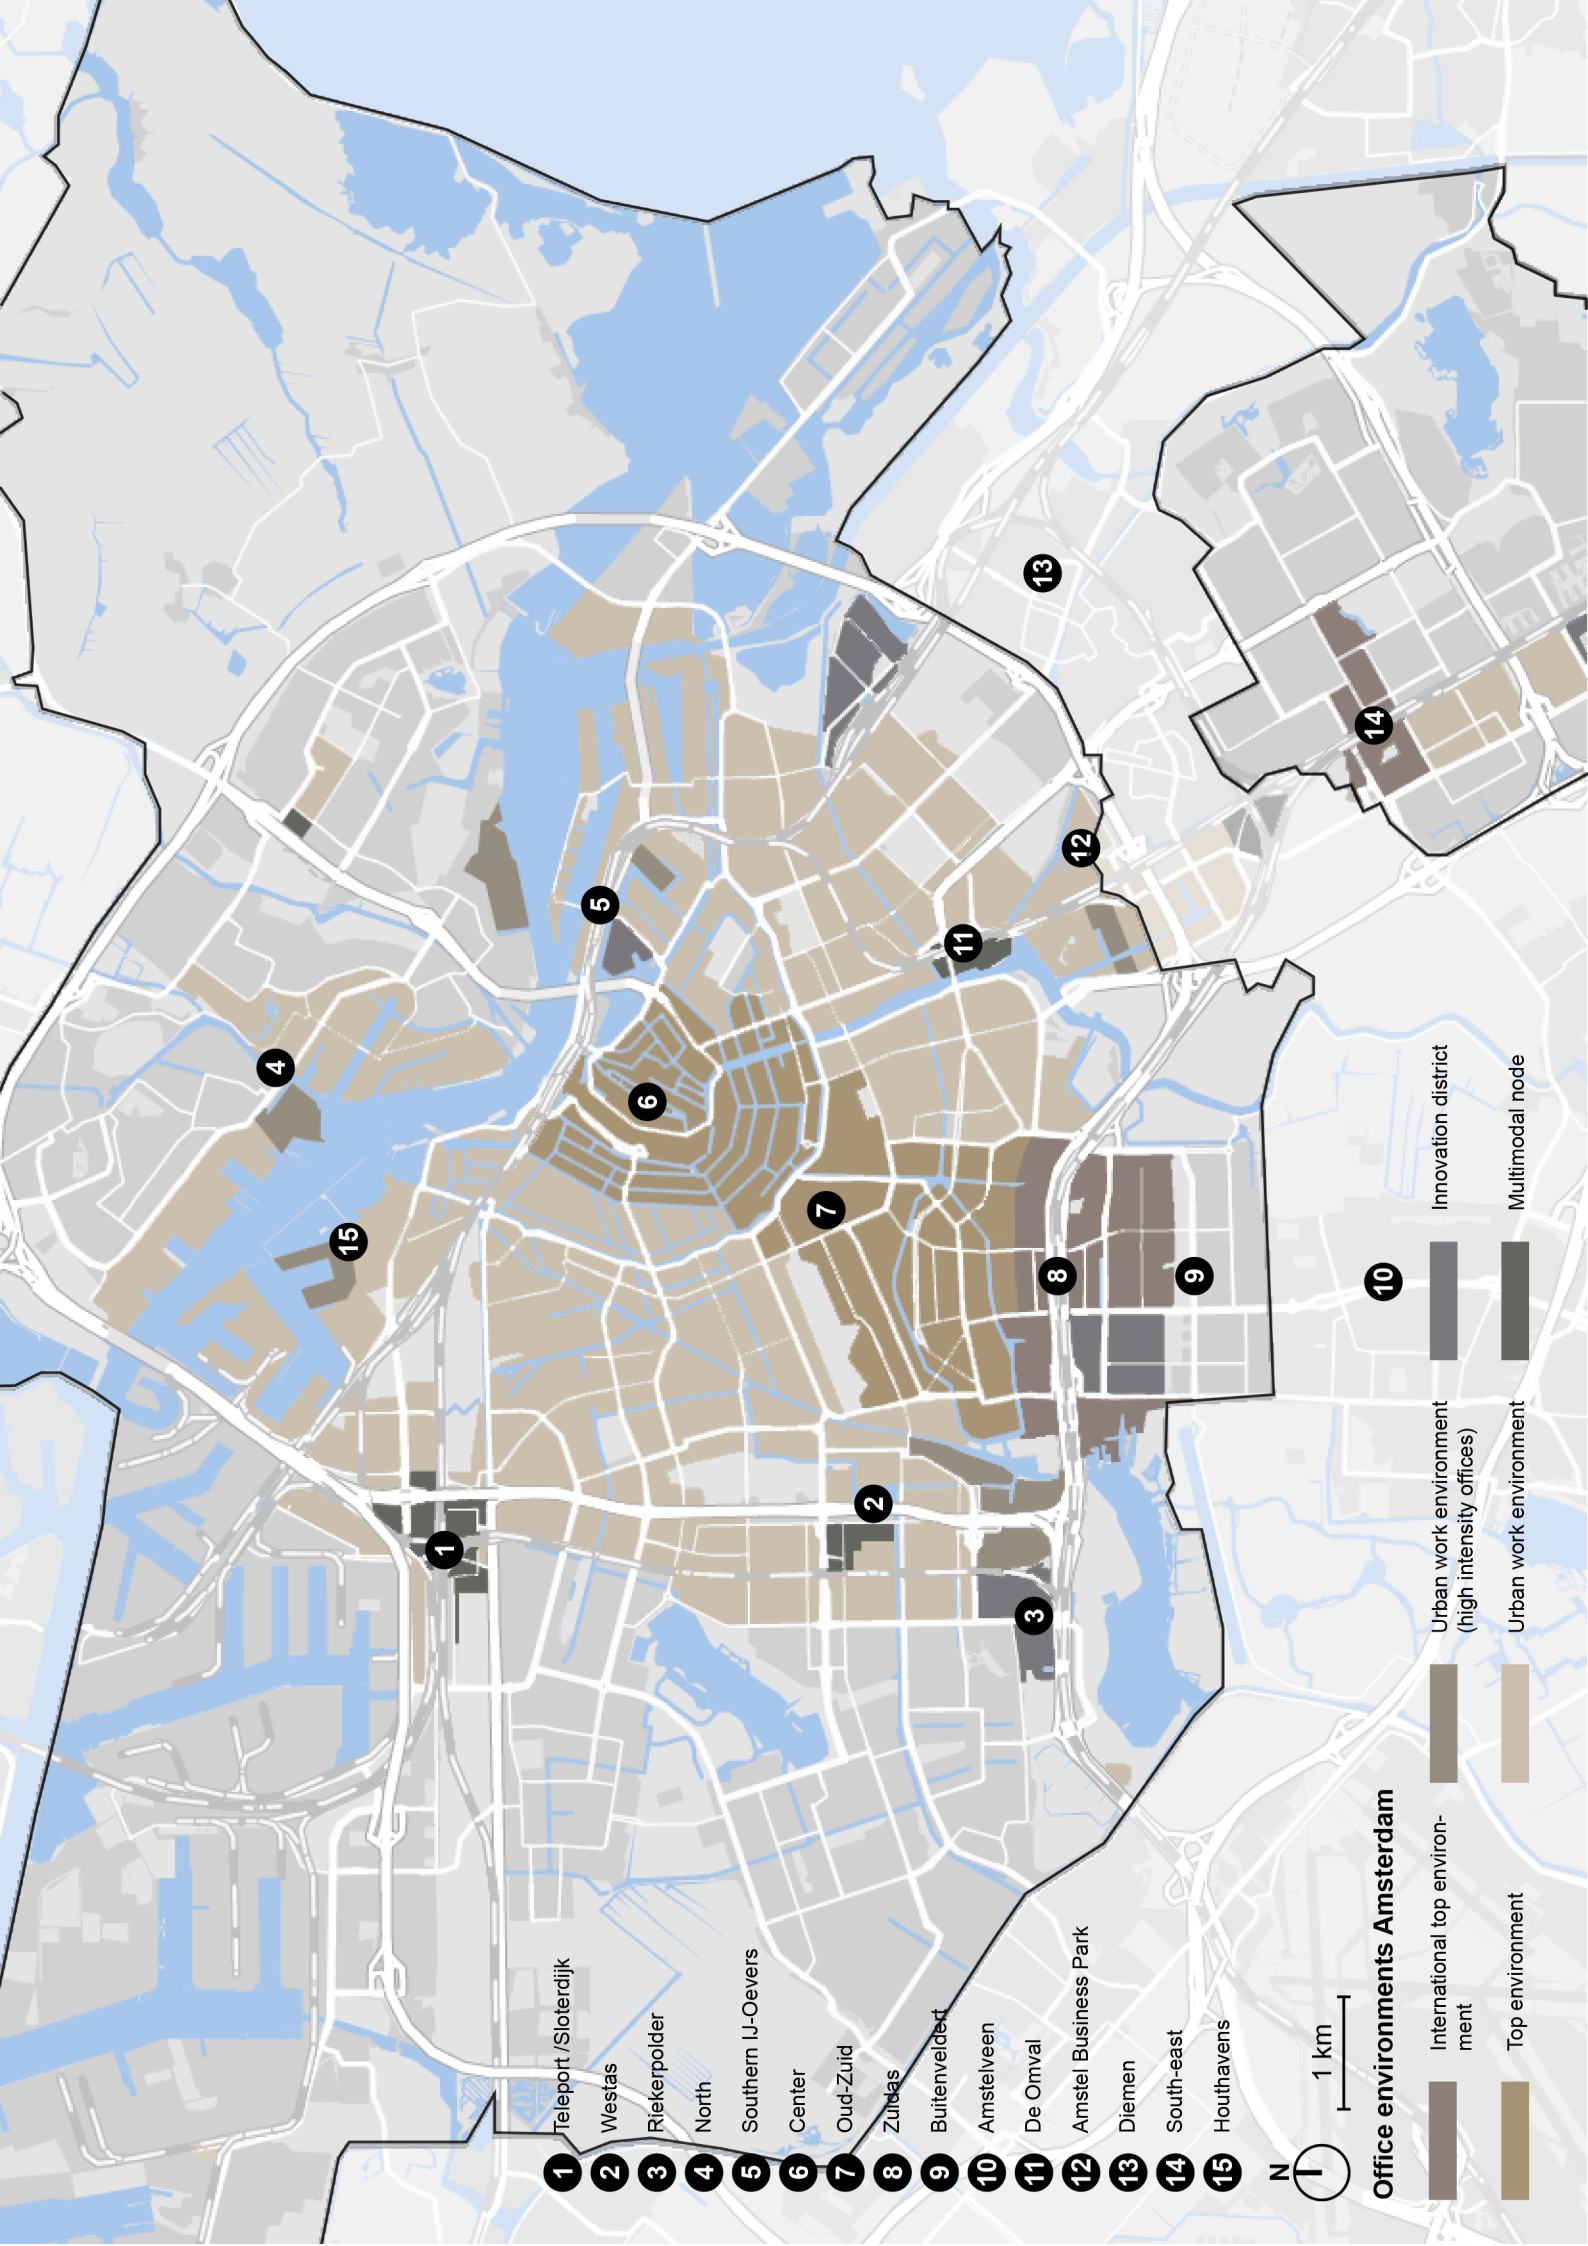 4
15
13
5
6
14
12
11
7
1
2
8
9
3
10
1 Teleport /Sloterdijk
2 Westas
3 Riekerpolder
4 North
5 Southern IJ-Oevers
6 Center
7 Oud-Zuid
8 Zuidas
9 Buitenveldert
10 Amstelveen
11 De Omval
12 Amstel Business Park
13 Diemen
14 South-east
15 Houthavens
N
1 km
Office environments Amsterdam
International top environ-
ment
Top environment
Urban work environment
(high intensity offices)
Urban work environment
Innovation district
Multimodal node